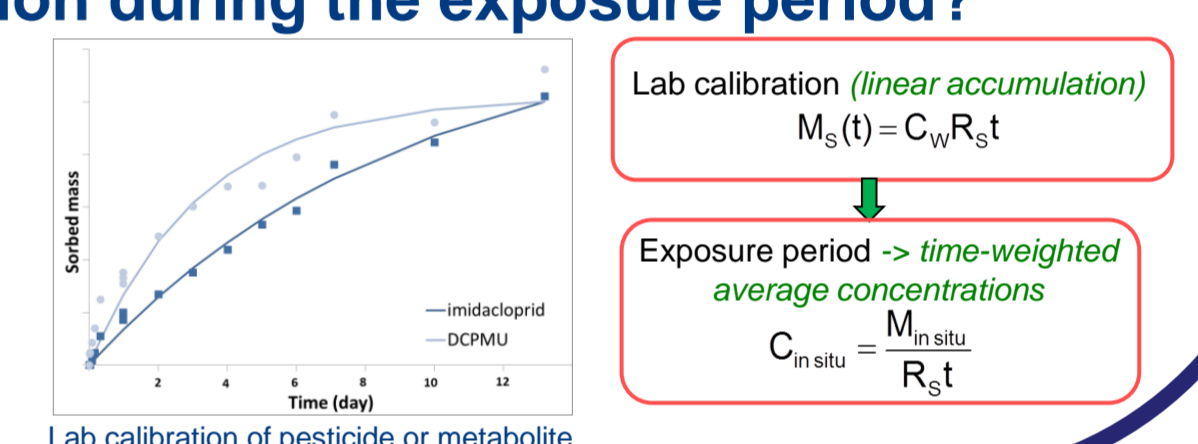 ion during the exposure period?
Sorbed mass
imidacloprid
DCPMU
2 4 6 8 10 12
Time (day)
Lab calibration of pesticide or metabolite
Lab calibration (linear accumulation)
M_S(t) = C_W R_S t
Exposure period -> time-weighted
average concentrations
C_in situ = M_in situ / R_S t